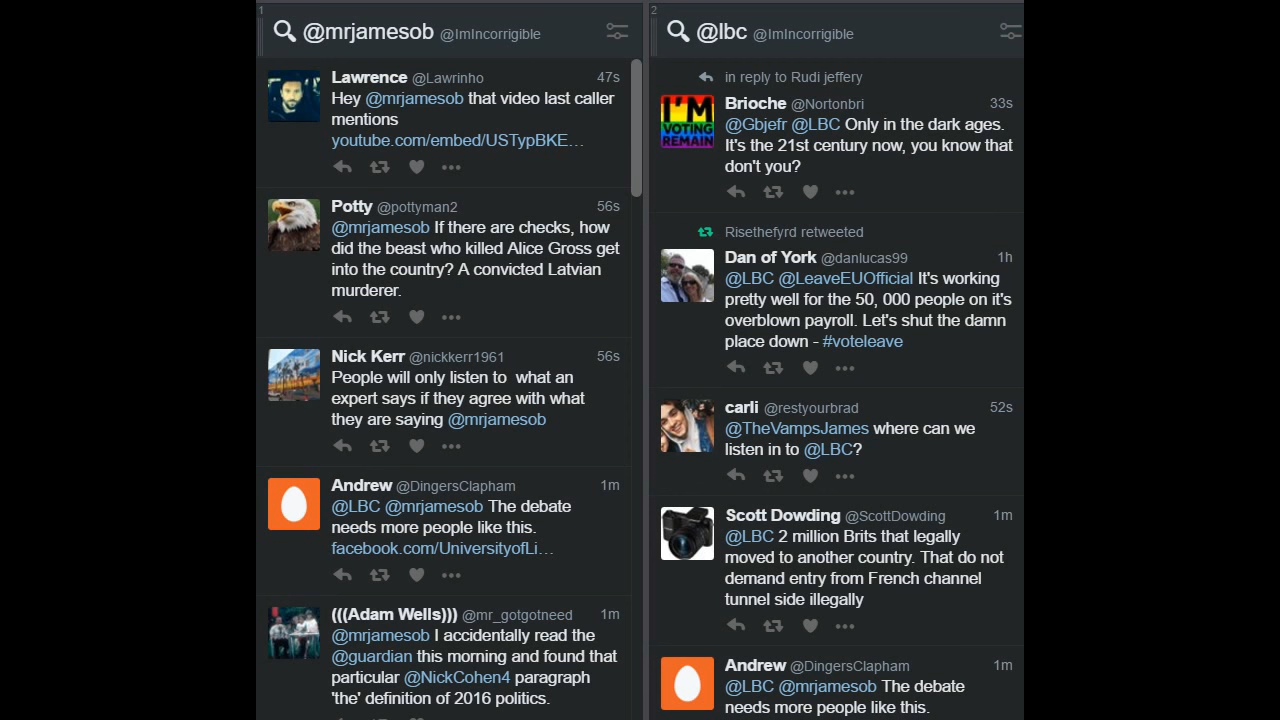 1
@mrjamesob @ImIncorrigible
Lawrence @Lawrinho 47s
Hey @mrjamesob that video last caller
mentions
youtube.com/embed/USTypBKE…
Potty @pottyman2 56s
@mrjamesob If there are checks, how
did the beast who killed Alice Gross get
into the country? A convicted Latvian
murderer.
Nick Kerr @nickkerr1961 56s
People will only listen to  what an
expert says if they agree with what
they are saying @mrjamesob
Andrew @DingersClapham 1m
@LBC @mrjamesob The debate
needs more people like this.
facebook.com/UniversityofLi…
(((Adam Wells))) @mr_gotgotneed 1m
@mrjamesob I accidentally read the
@guardian this morning and found that
particular @NickCohen4 paragraph
'the' definition of 2016 politics.
2
@lbc @ImIncorrigible
in reply to Rudi jeffery
Brioche @Nortonbri 33s
I'M
VOTING
REMAIN
@Gbjefr @LBC Only in the dark ages.
It's the 21st century now, you know that
don't you?
Risethefyrd retweeted
Dan of York @danlucas99 1h
@LBC @LeaveEUOfficial It's working
pretty well for the 50, 000 people on it's
overblown payroll. Let's shut the damn
place down - #voteleave
carli @restyourbrad 52s
@TheVampsJames where can we
listen in to @LBC?
Scott Dowding @ScottDowding 1m
@LBC 2 million Brits that legally
moved to another country. That do not
demand entry from French channel
tunnel side illegally
Andrew @DingersClapham 1m
@LBC @mrjamesob The debate
needs more people like this.